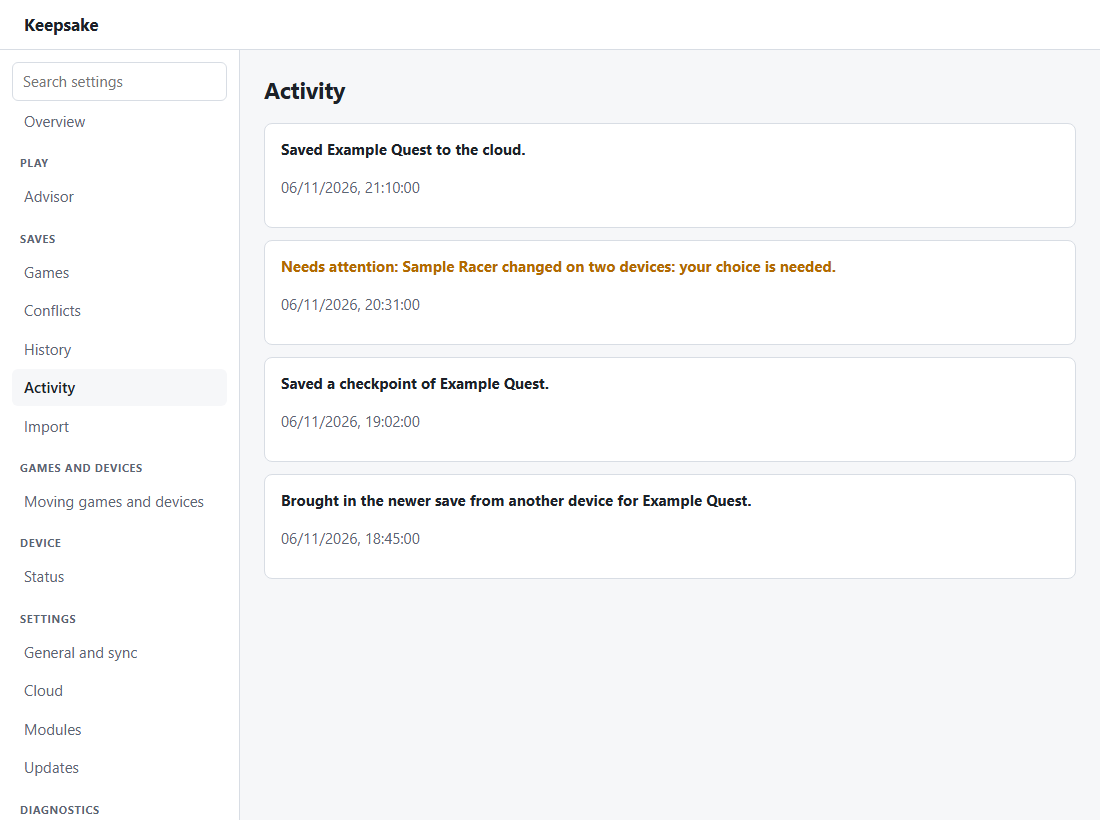 Keepsake
Search settings
Overview
PLAY
Advisor
SAVES
Games
Conflicts
History
Activity
Import
GAMES AND DEVICES
Moving games and devices
DEVICE
Status
SETTINGS
General and sync
Cloud
Modules
Updates
DIAGNOSTICS
Activity
Saved Example Quest to the cloud.
06/11/2026, 21:10:00
Needs attention: Sample Racer changed on two devices: your choice is needed.
06/11/2026, 20:31:00
Saved a checkpoint of Example Quest.
06/11/2026, 19:02:00
Brought in the newer save from another device for Example Quest.
06/11/2026, 18:45:00